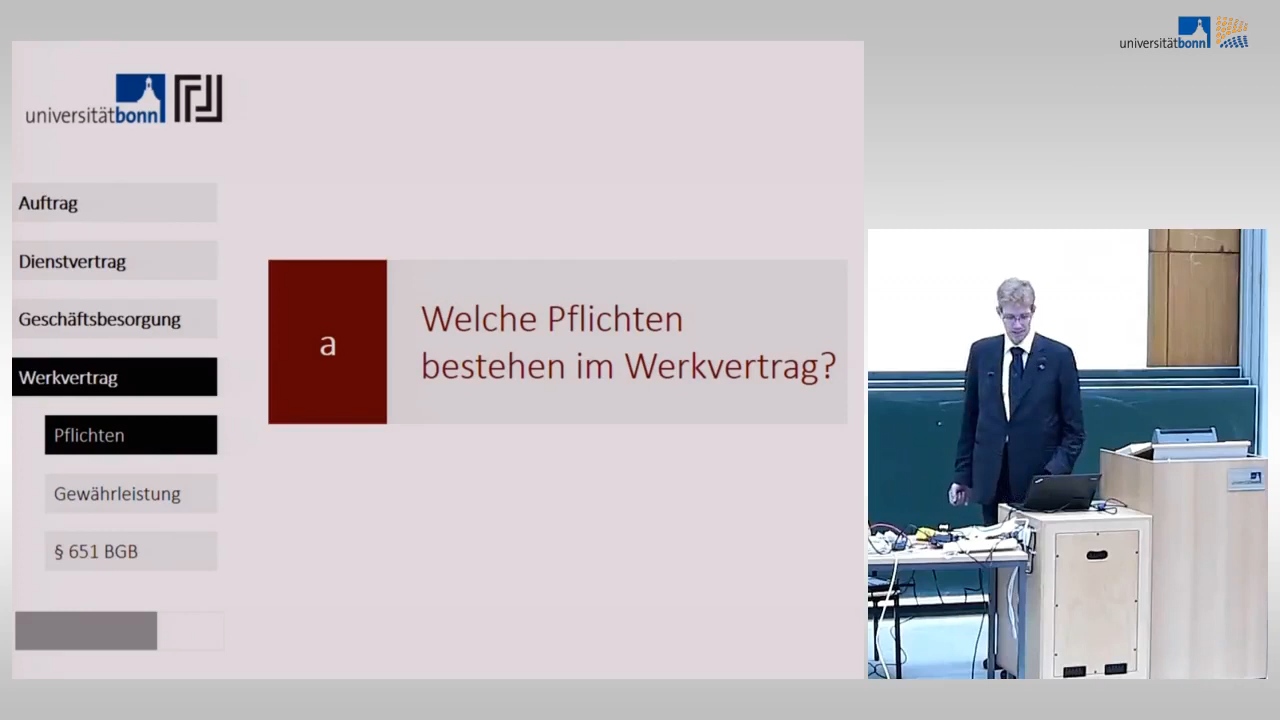 universitätbonn
universitätbonn
Auftrag
Dienstvertrag
Geschäftsbesorgung
Werkvertrag
Pflichten
Gewährleistung
§ 651 BGB
a
Welche Pflichten
bestehen im Werkvertrag?